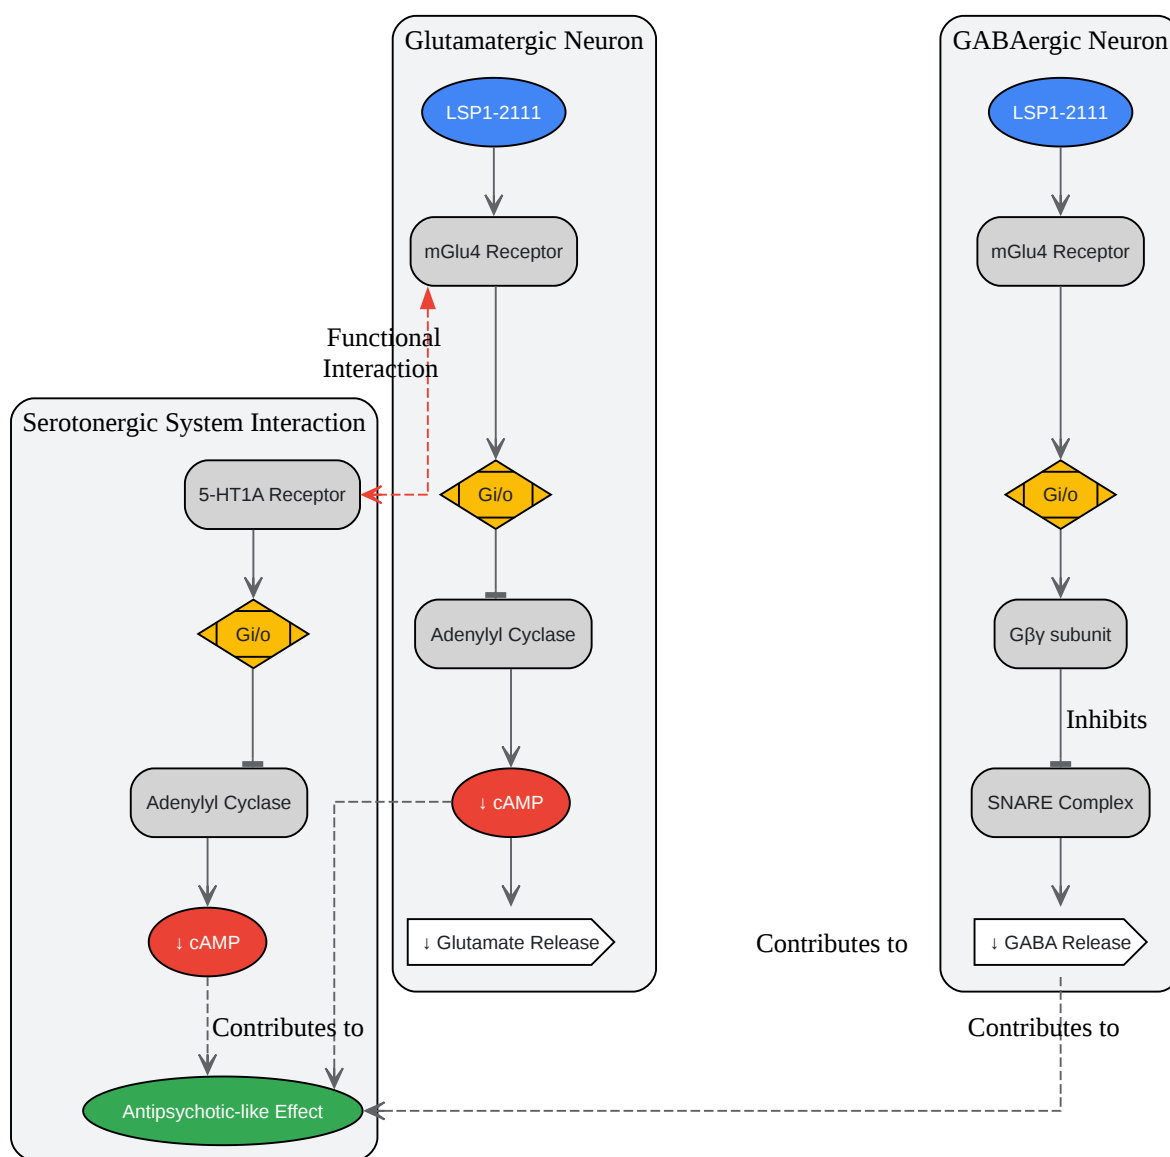 Glutamatergic Neuron
GABAergic Neuron
LSP1-2111
LSP1-2111
mGlu4 Receptor
mGlu4 Receptor
Functional
Interaction
Serotonergic System Interaction
5-HT1A Receptor
Gi/o
Gi/o
Gi/o
Adenylyl Cyclase
Gβγ subunit
Inhibits
Adenylyl Cyclase
↓ cAMP
SNARE Complex
↓ cAMP
↓ Glutamate Release
Contributes to
↓ GABA Release
Contributes to
Contributes to
Antipsychotic-like Effect